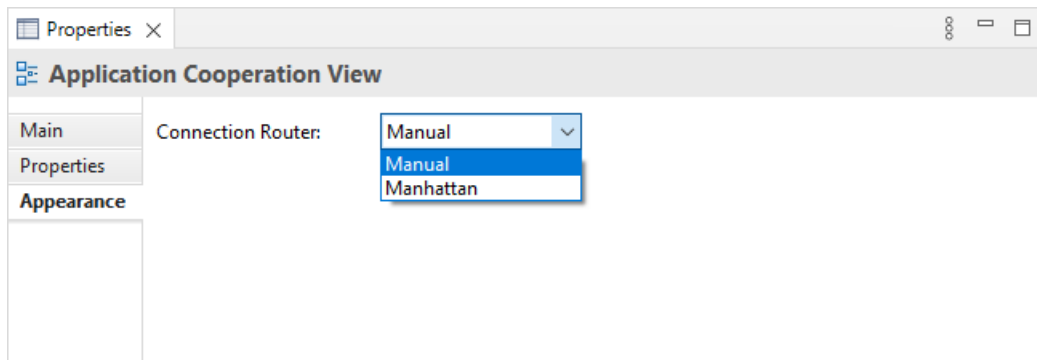 Properties
Application Cooperation View
Main
Connection Router:
Manual
Properties
Manual
Manhattan
Appearance